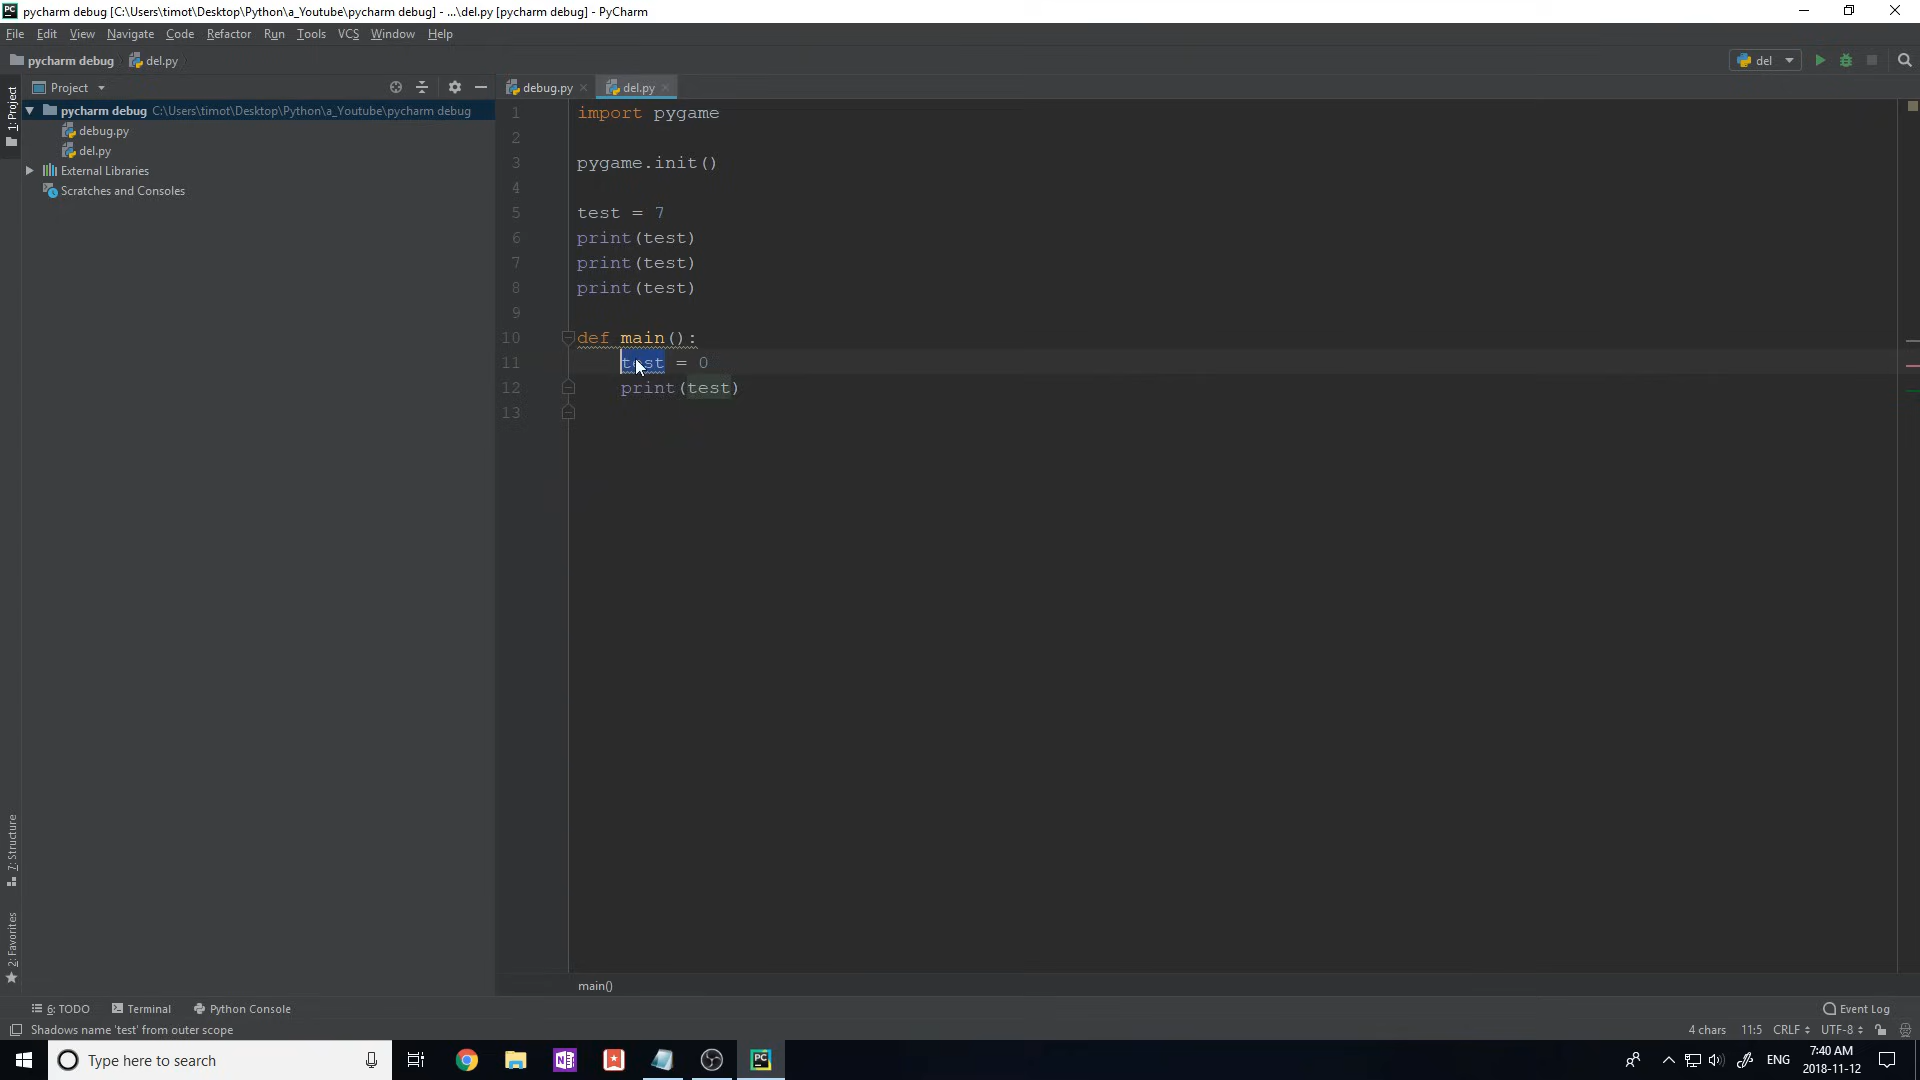 PC pycharm debug [C:\Users\timot\Desktop\Python\a_Youtube\pycharm debug] - ...\del.py [pycharm debug] - PyCharm
File Edit View Navigate Code Refactor Run Tools VCS Window Help
pycharm debug del.py
del
Project
debug.py del.py
1: Project
pycharm debug C:\Users\timot\Desktop\Python\a_Youtube\pycharm debug
debug.py
del.py
External Libraries
Scratches and Consoles
1 import pygame
2
3 pygame.init()
4
5 test = 7
6 print(test)
7 print(test)
8 print(test)
9
10 def main():
11 test = 0
12 print(test)
13
7: Structure
2: Favorites
main()
6: TODO Terminal Python Console
Event Log
Shadows name 'test' from outer scope
4 chars 11:5 CRLF UTF-8
Type here to search
N
PC
ENG
7:40 AM
2018-11-12